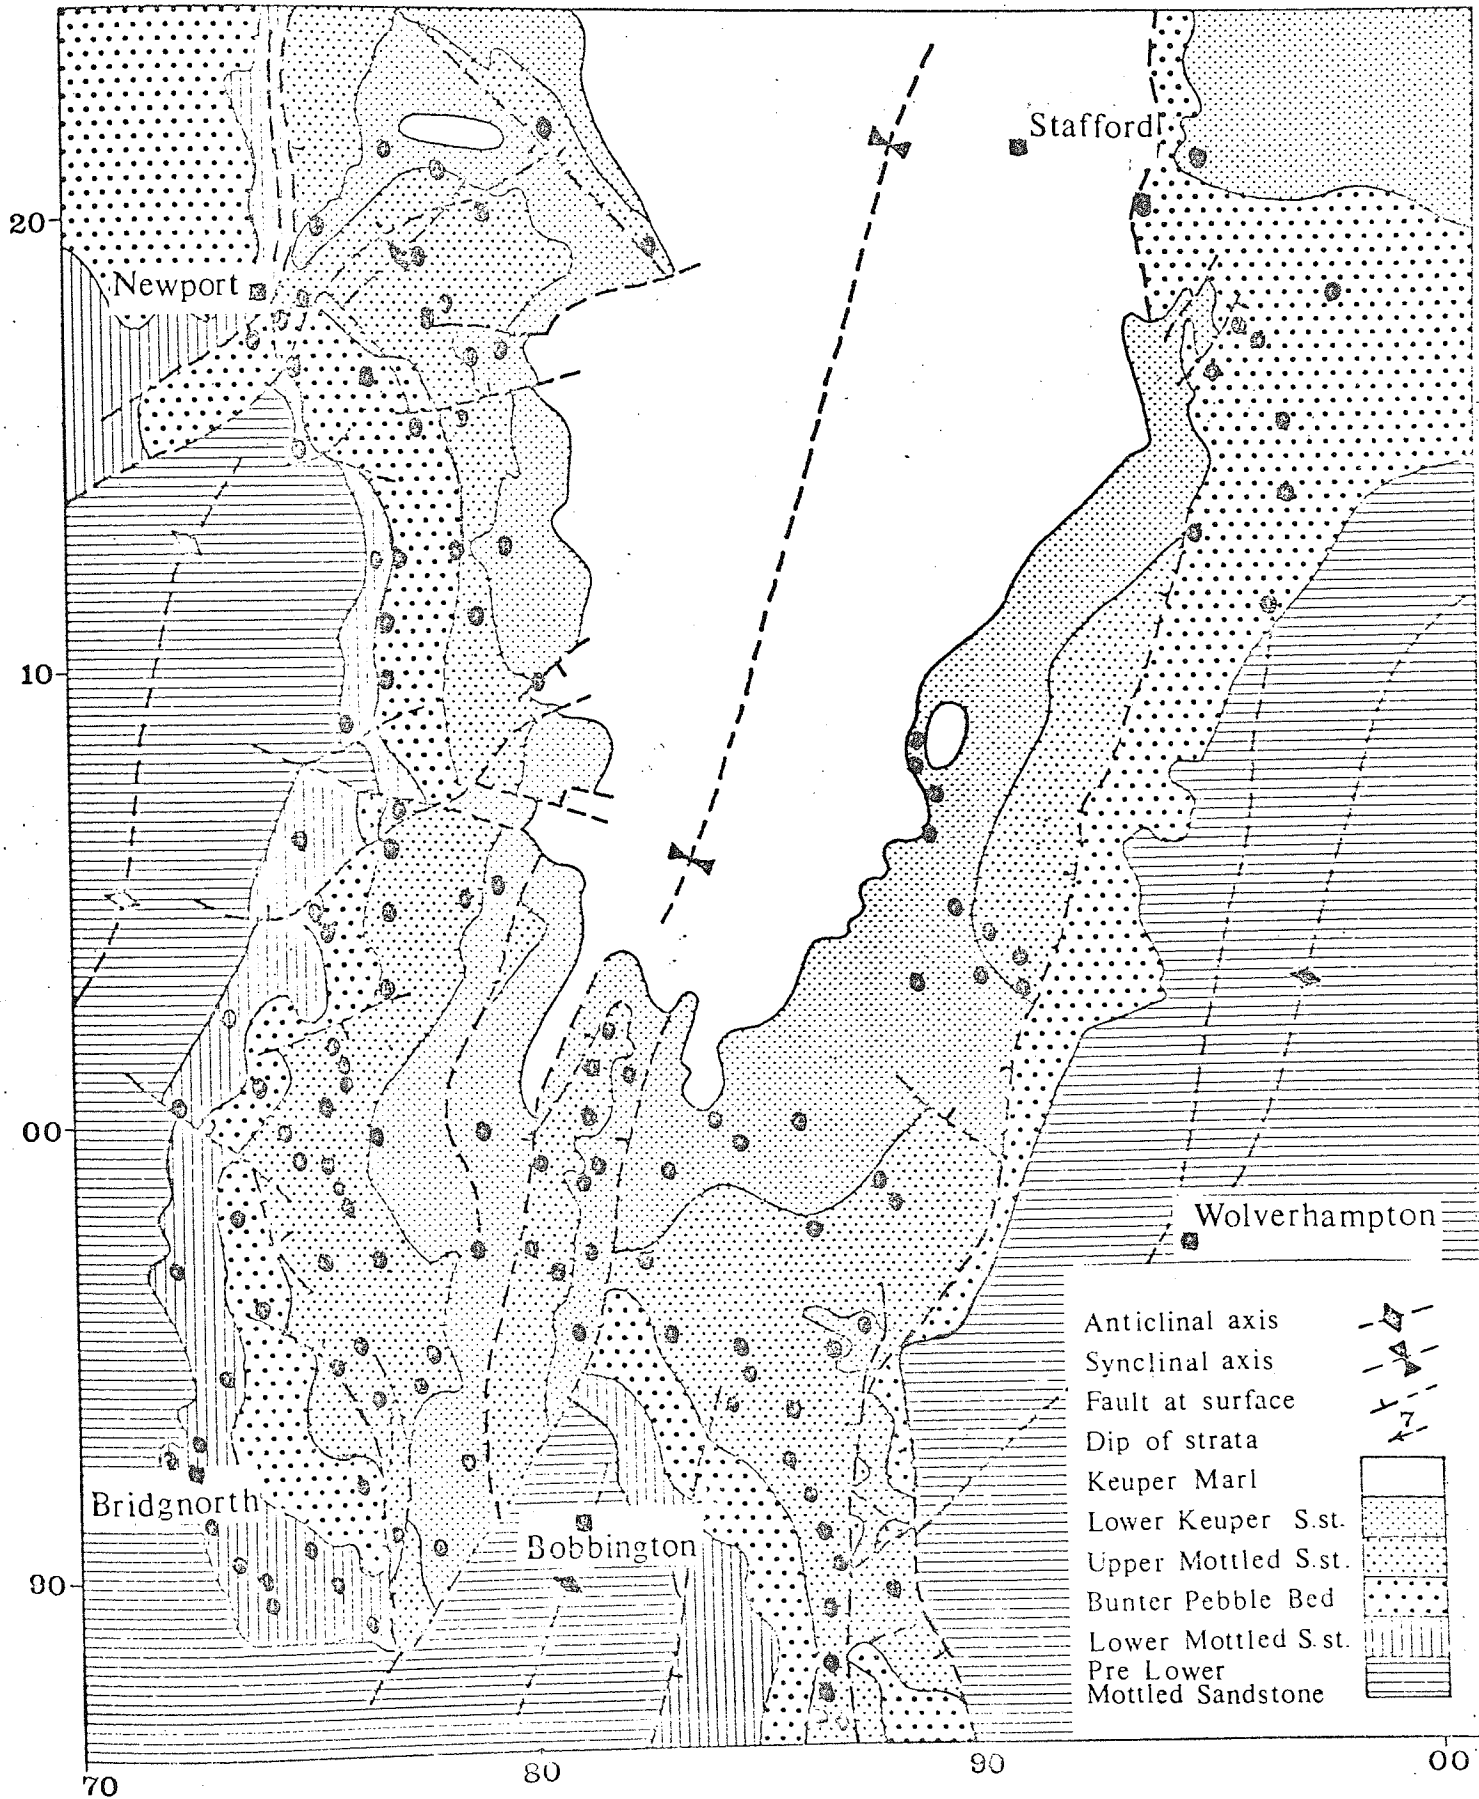 Stafford
20
Newport
10
00
Wolverhampton
Anticlinal axis
Synclinal axis
Fault at surface
7
Dip of strata
Keuper Marl
Bridgnorth
Lower Keuper S.st.
Bobbington
Upper Mottled S.st.
90
Bunter Pebble Bed
Lower Mottled S.st.
Pre Lower
Mottled Sandstone
70
80
90
00